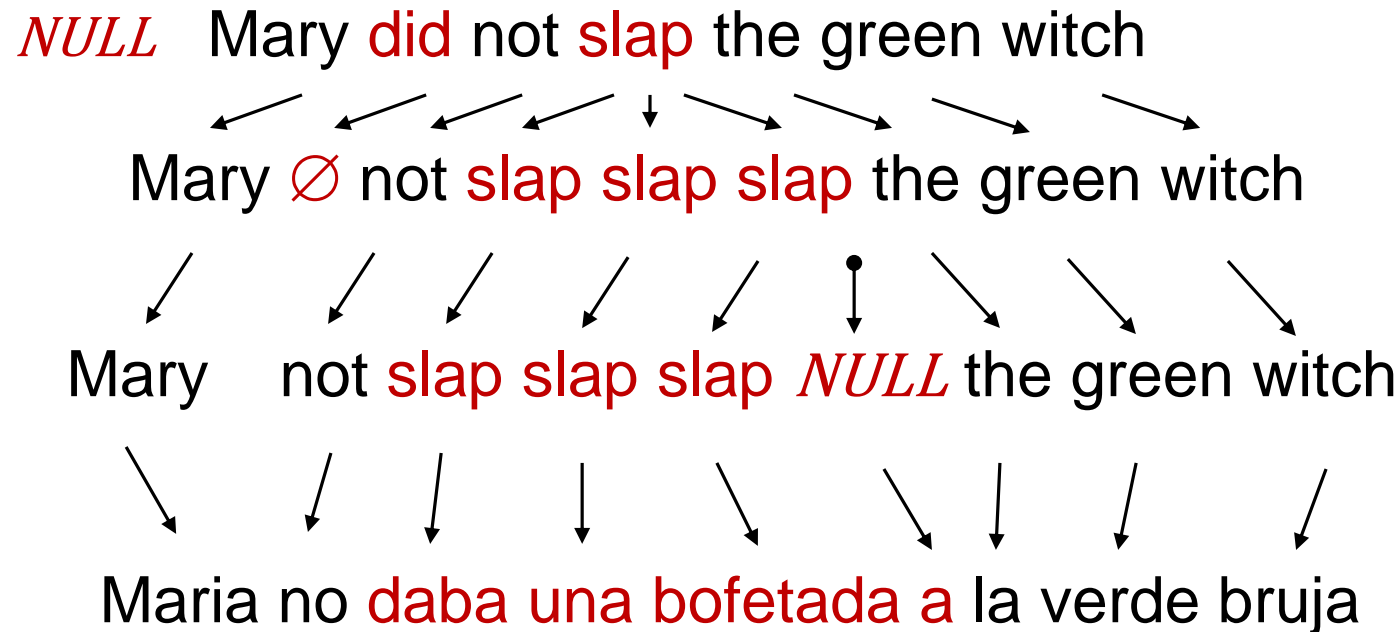 NULL Mary did not slap the green witch
Mary ∅ not slap slap slap the green witch
Mary not slap slap slap NULL the green witch
Maria no daba una bofetada a la verde bruja